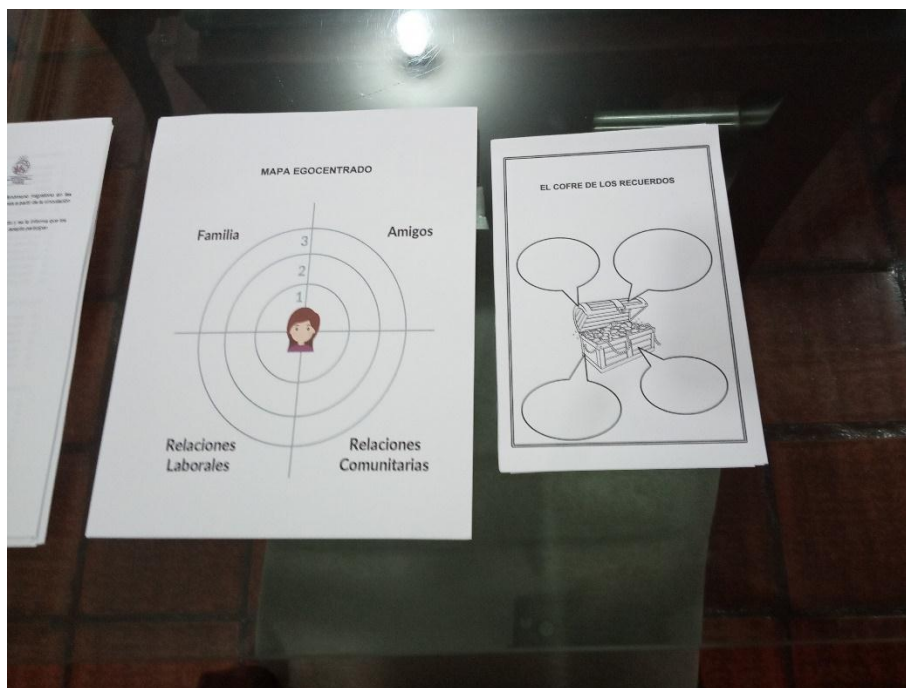 MAPA EGOCENTRADO
Familia
Amigos
3
2
1
Relaciones
Laborales
Relaciones
Comunitarias
EL COFRE DE LOS RECUERDOS